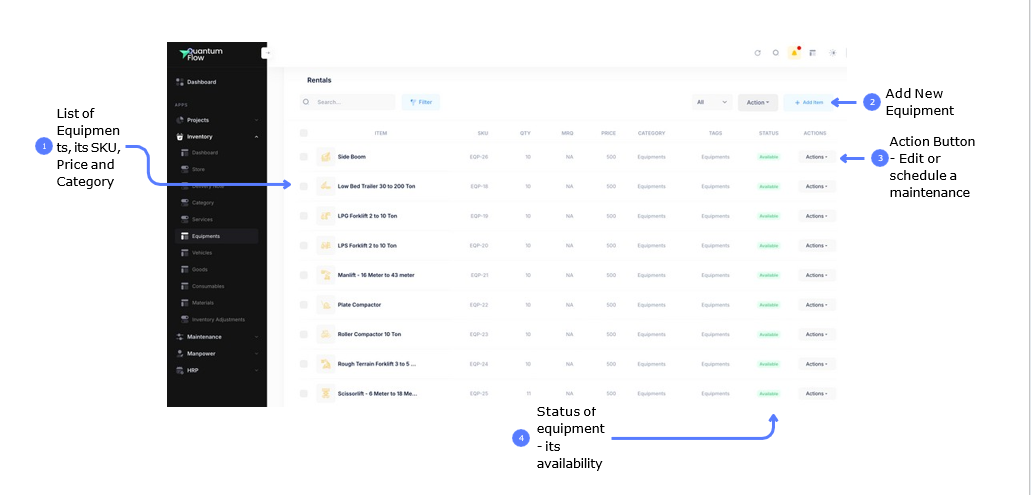 Quantum
Flow
Dashboard
APPS
Projects
Inventory
Dashboard
Store
Delivery Note
Category
Services
Equipments
Vehicles
Goods
Consumables
Materials
Inventory Adjustments
Maintenance
Manpower
HRP
Rentals
Search...
Filter
All
Action
+ Add Item
ITEM SKU QTY MRQ PRICE CATEGORY TAGS STATUS ACTIONS
Side Boom EQP-26 10 NA 500 Equipments Equipments Available Actions
Low Bed Trailer 30 to 200 Ton EQP-16 10 NA 500 Equipments Equipments Available Actions
LPG Forklift 2 to 10 Ton 10 NA 500 Equipments Equipments Available Actions
LPS Forklift 2 to 10 Ton EQP-20 10 NA 500 Equipments Equipments Available Actions
Manlift - 16 Meter to 43 meter EQP-21 10 NA 500 Equipments Equipments Available Actions
Plate Compactor EQP-22 10 NA 500 Equipments Equipments Available Actions
Roller Compactor 10 Ton EQP-23 10 NA 500 Equipments Equipments Available Actions
Rough Terrain Forklift 3 to 5 ... EQP-24 10 NA 500 Equipments Equipments Available Actions
Scissorlift - 6 Meter to 18 Me... EQP-25 11 NA 500 Equipments Equipments Available Actions
1
List of
Equipmen
ts, its SKU,
Price and
Category
2
Add New
Equipment
3
Action Button
- Edit or
schedule a
maintenance
4
Status of
equipment
- its
availability